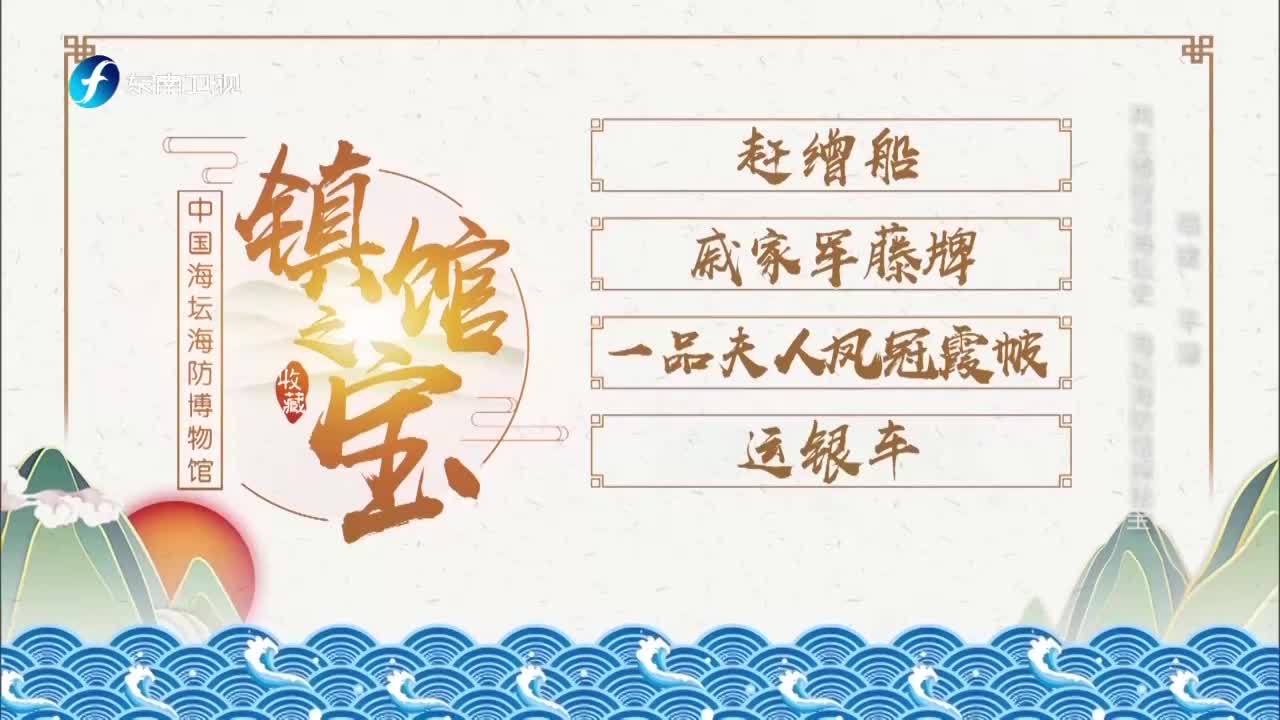 东南卫视
中国海坛海防博物馆
镇馆之宝
收藏
赶缯船
戚家军藤牌
一品夫人凤冠霞帔
运银车